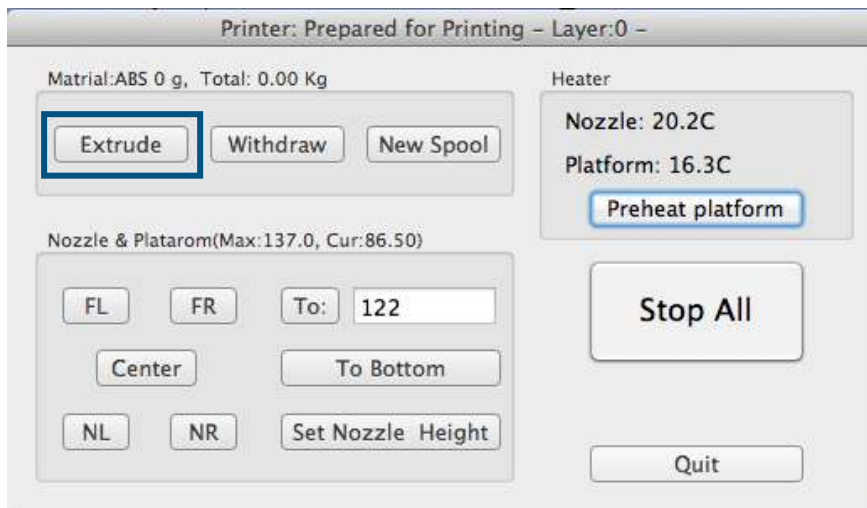 Printer: Prepared for Printing – Layer:0 –
Matrial:ABS 0 g, Total: 0.00 Kg
Extrude
Withdraw
New Spool
Heater
Nozzle: 20.2C
Platform: 16.3C
Preheat platform
Nozzle & Platarom(Max:137.0, Cur:86.50)
FL
FR
To:
122
Center
To Bottom
NL
NR
Set Nozzle Height
Stop All
Quit